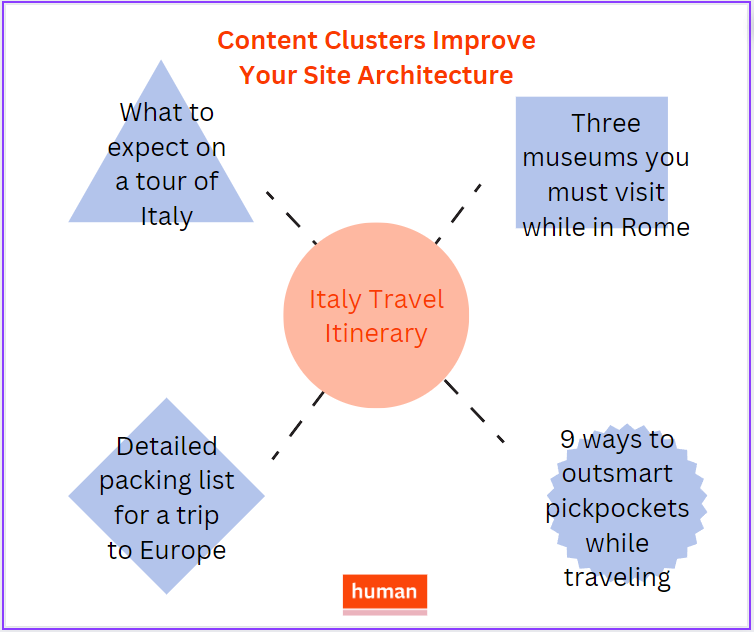 Content Clusters Improve
Your Site Architecture
What to
expect on
a tour of
Italy
Three
museums you
must visit
while in Rome
Italy Travel
Itinerary
Detailed
packing list
for a trip
to Europe
9 ways to
outsmart
pickpockets
while
traveling
human